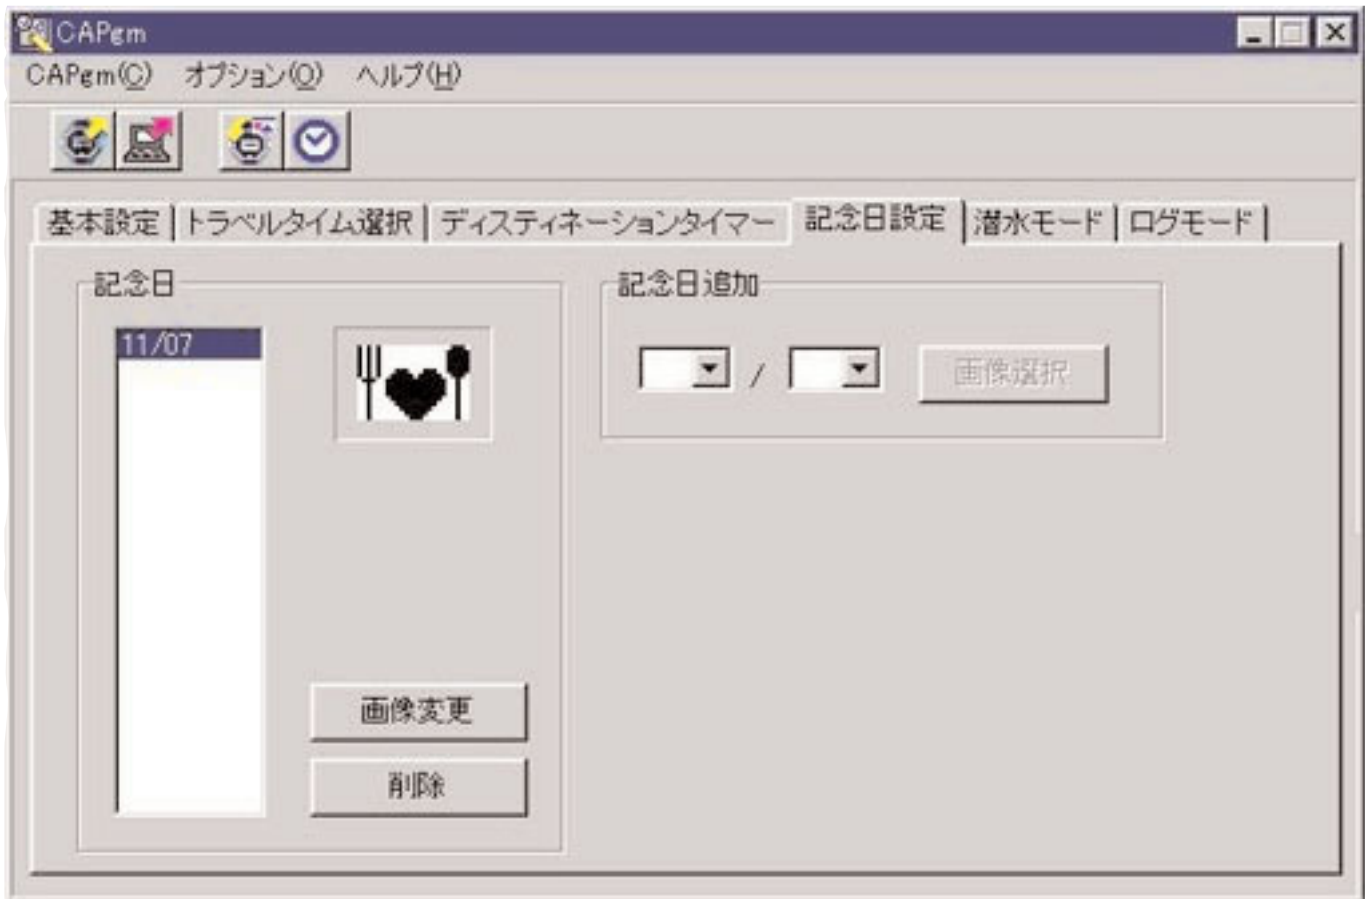 CAPgm
CAPgm(C) オプション(O) ヘルプ(H)
基本設定 トラベルタイム選択 ディスティネーションタイマー 記念日設定 潜水モード ログモード
記念日
11/07
記念日追加
/
画像選択
画像変更
削除